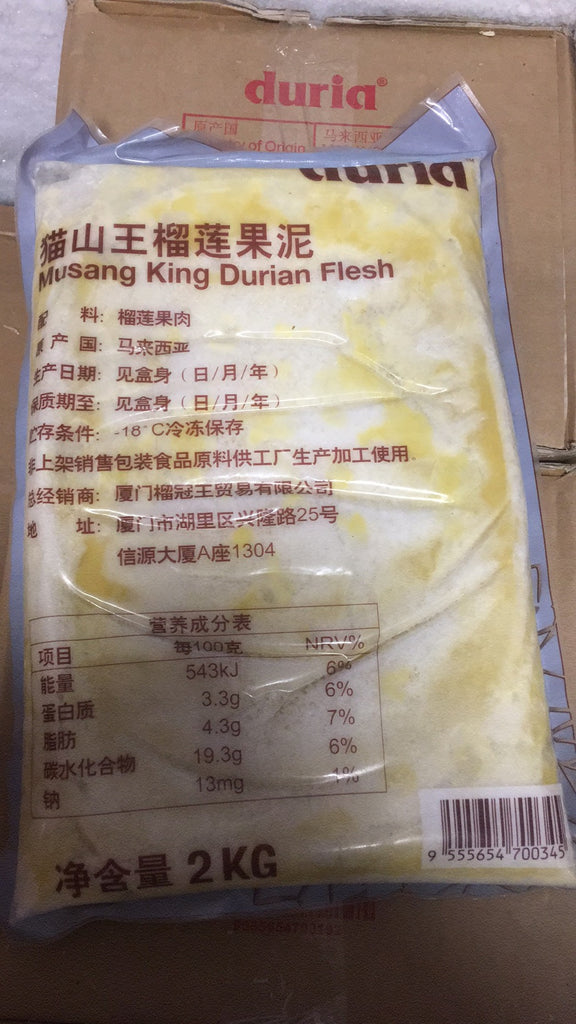 duria®
原产国
马来西亚
of Origin
duria
猫山王榴莲果泥
Musang King Durian Flesh
配 料: 榴莲果肉
原 产 国: 马来西亚
生产日期: 见盒身（日/月/年）
保质期至: 见盒身（日/月/年）
贮存条件: -18°C冷冻保存
非上架销售包装食品原料供工厂生产加工使用。
总经销商: 厦门榴冠王贸易有限公司
地 址: 厦门市湖里区兴隆路25号
信源大厦A座1304
营养成分表
项目 每100克 NRV%
能量 543kJ 6%
蛋白质 3.3g 6%
脂肪 4.3g 7%
碳水化合物 19.3g 6%
钠 13mg 1%
净含量 2KG
9 555654 700345